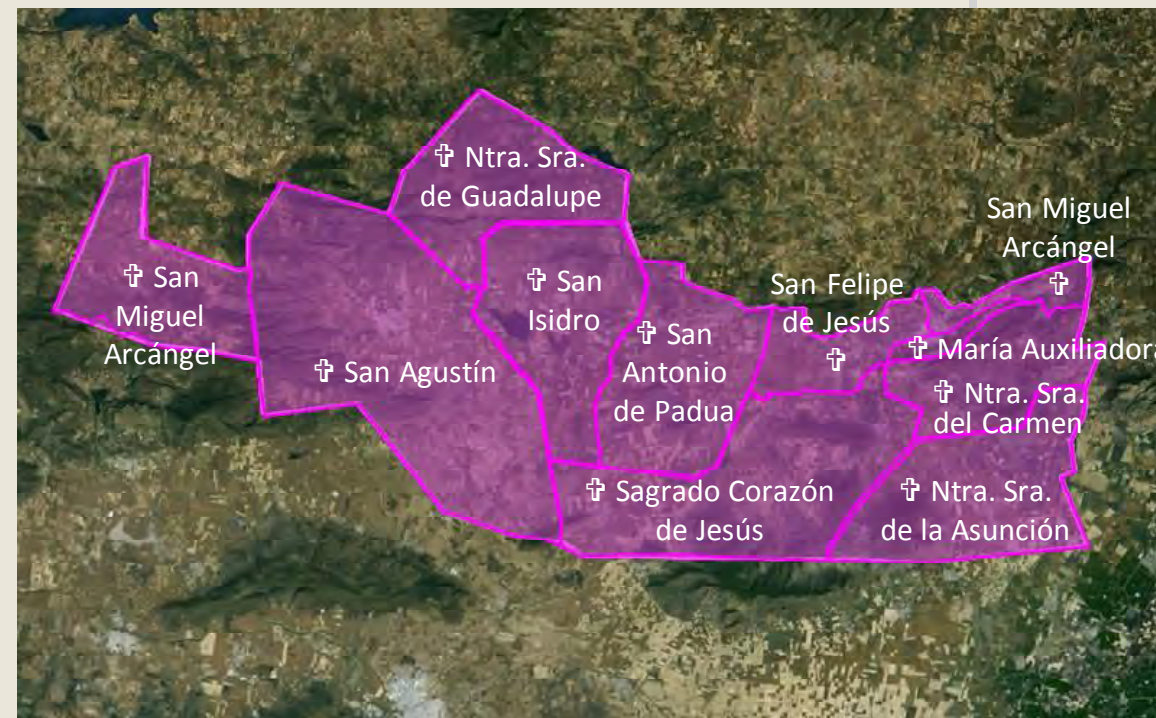 ✞ Ntra. Sra.
de Guadalupe
San Miguel
Arcángel
✞
✞ San
Miguel
Arcángel
✞ San
Isidro
San Felipe
de Jesús
✞
✞ San
Antonio
de Padua
✞ María Auxiliadora
✞ San Agustín
✞ Ntra. Sra.
del Carmen
✞ Sagrado Corazón
de Jesús
✞ Ntra. Sra.
de la Asunción